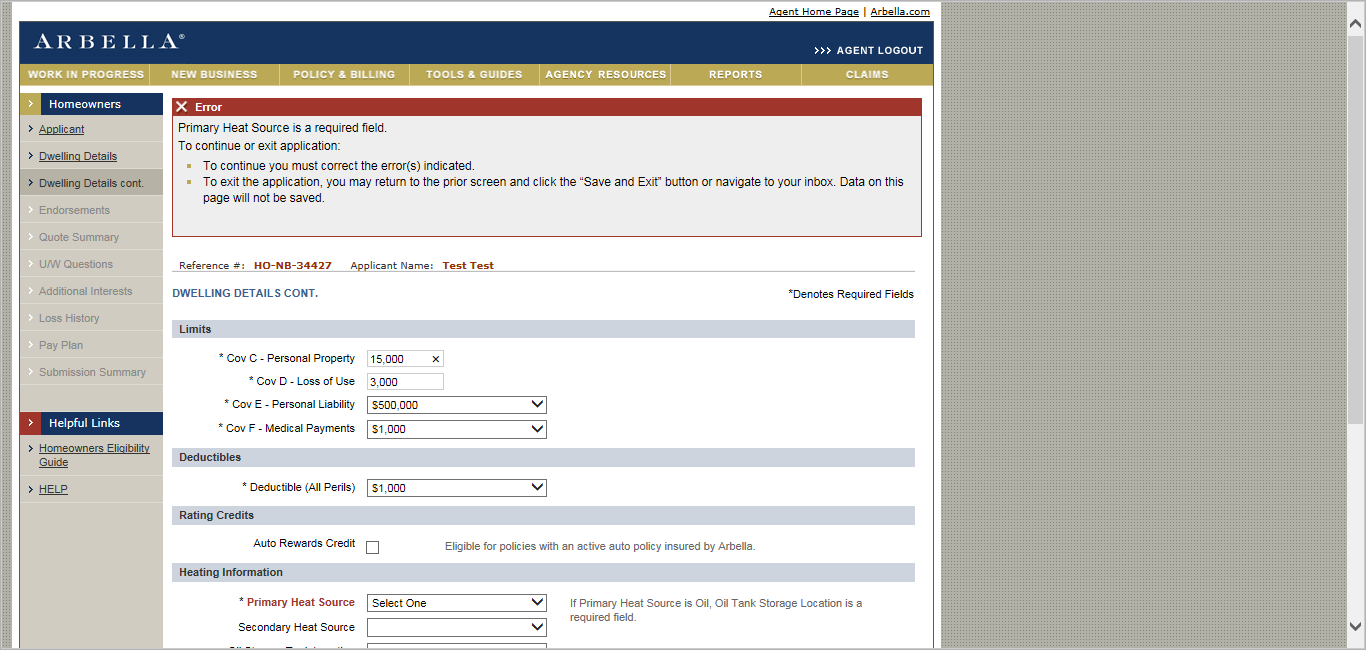 Agent Home Page | Arbella.com
ARBELLA®
>>> AGENT LOGOUT
WORK IN PROGRESS NEW BUSINESS POLICY & BILLING TOOLS & GUIDES AGENCY RESOURCES REPORTS CLAIMS
Homeowners
Applicant
Dwelling Details
Dwelling Details cont.
Endorsements
Quote Summary
U/W Questions
Additional Interests
Loss History
Pay Plan
Submission Summary
Helpful Links
Homeowners Eligibility
Guide
HELP
Error
Primary Heat Source is a required field.
To continue or exit application:
To continue you must correct the error(s) indicated.
To exit the application, you may return to the prior screen and click the “Save and Exit” button or navigate to your inbox. Data on this
page will not be saved.
Reference #: HO-NB-34427 Applicant Name: Test Test
DWELLING DETAILS CONT.
*Denotes Required Fields
Limits
* Cov C - Personal Property 15,000
* Cov D - Loss of Use 3,000
* Cov E - Personal Liability $500,000
* Cov F - Medical Payments $1,000
Deductibles
* Deductible (All Perils) $1,000
Rating Credits
Auto Rewards Credit Eligible for policies with an active auto policy insured by Arbella.
Heating Information
* Primary Heat Source Select One If Primary Heat Source is Oil, Oil Tank Storage Location is a
required field.
Secondary Heat Source